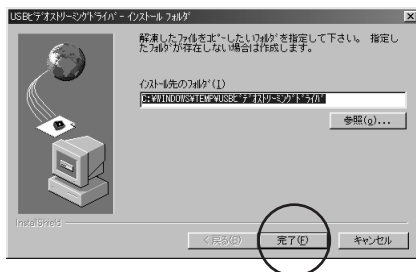 USBﾋﾞﾃﾞｵｽﾄﾘｰﾐﾝｸﾞﾄﾞﾗｲﾊﾞ - ｲﾝｽﾄｰﾙ ﾌｫﾙﾀﾞ
解凍したﾌｧｲﾙをｺﾋﾟｰしたいﾌｫﾙﾀﾞを指定して下さい。 指定し
たﾌｫﾙﾀﾞが存在しない場合は作成します。
ｲﾝｽﾄｰﾙ先のﾌｫﾙﾀﾞ(I)
C:¥WINDOWS¥TEMP¥USBﾋﾞﾃﾞｵｽﾄﾘｰﾐﾝｸﾞﾄﾞﾗｲﾊﾞ
参照(o)...
InstallShield
< 戻る(B)
完了(F)
キャンセル